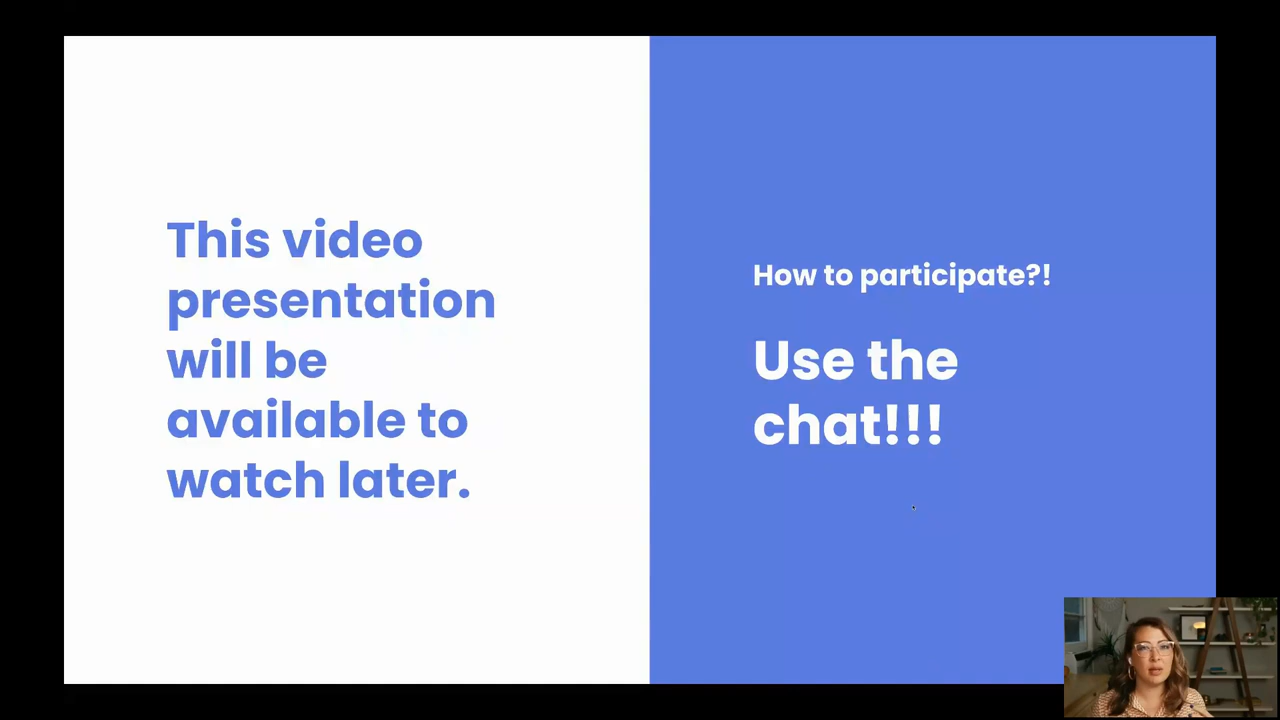 This video
presentation
will be
available to
watch later.
How to participate?!
Use the
chat!!!